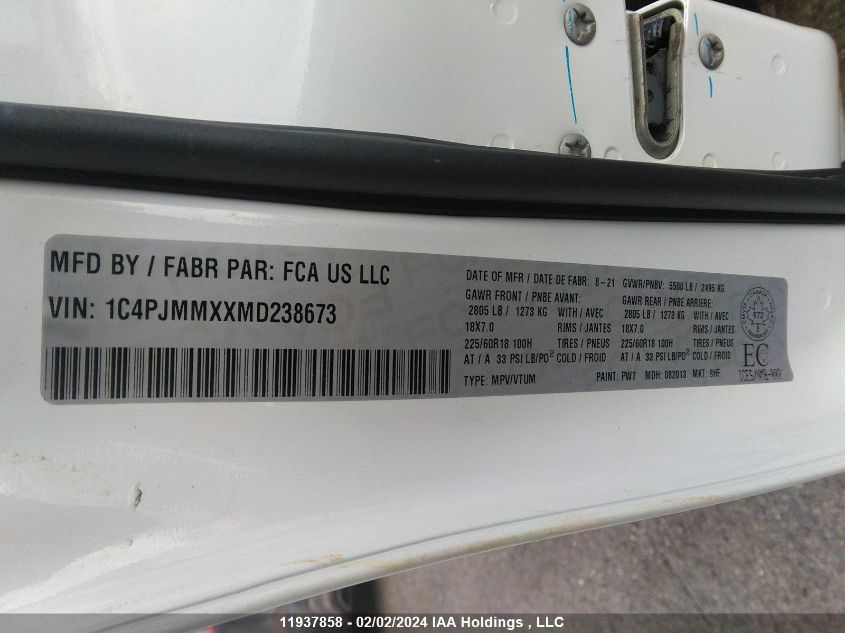 MFD BY / FABR PAR: FCA US LLC
VIN: 1C4PJMMXXMD238673
DATE OF MFR / DATE DE FABR: 8-21
GVWR/PNBV: 5500 LB / 2495 KG
GAWR FRONT / PNBE AVANT:
2805 LB / 1273 KG WITH / AVEC
18X7.0 RIMS / JANTES
225/60R18 100H TIRES / PNEUS
AT / A 33 PSI LB/PO² COLD / FROID
GAWR REAR / PNBE ARRIERE:
2805 LB / 1273 KG WITH / AVEC
18X7.0 RIMS / JANTES
225/60R18 100H TIRES / PNEUS
AT / A 33 PSI LB/PO² COLD / FROID
TYPE: MPV/VTUM PAINT: PW7 MDH: 082013 MKT:
CANADA
972
EC
11937858 - 02/02/2024 IAA Holdings , LLC